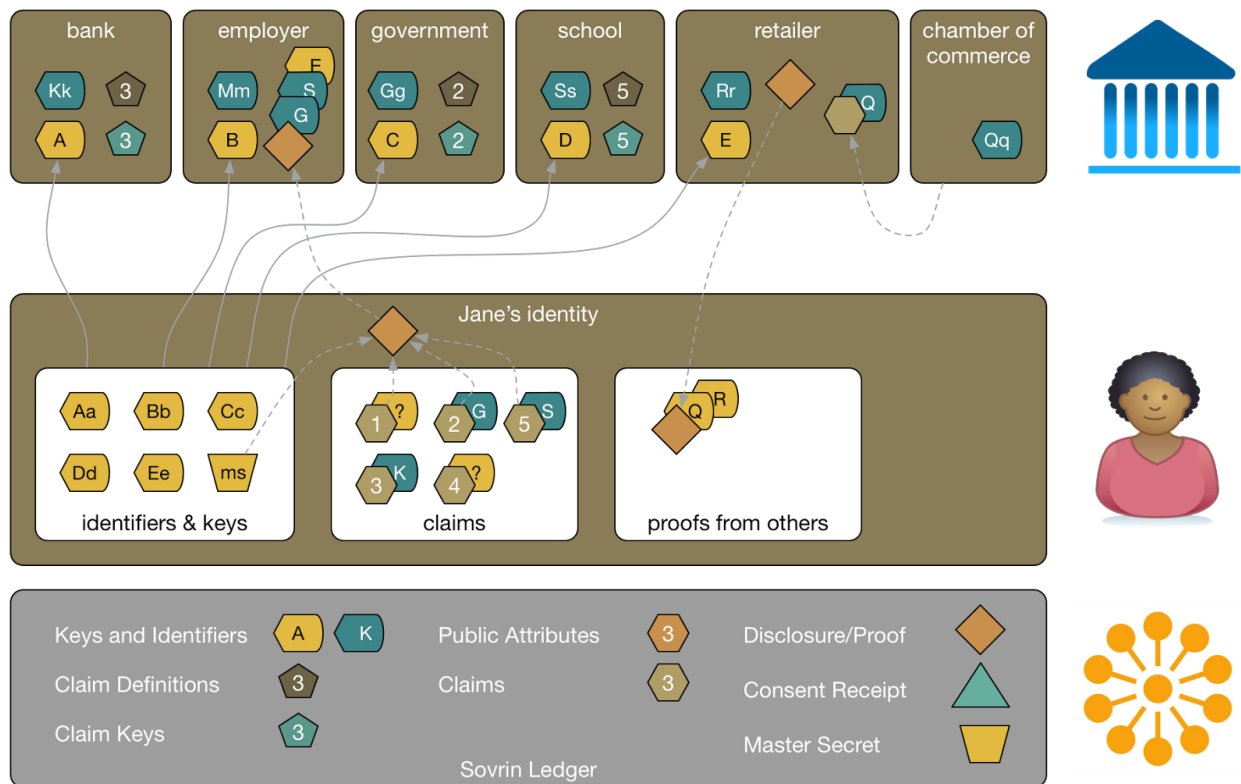 bank
employer
government
school
retailer
chamber of
commerce
Kk
3
Mm
S
G
Gg
2
Ss
5
Rr
Q
A
3
B
C
2
D
5
E
Qq
Jane's identity
Aa
Bb
Cc
Dd
Ee
ms
identifiers & keys
1
?
2
G
5
S
3
K
4
?
claims
Q
R
proofs from others
Keys and Identifiers
A
K
Public Attributes
3
Disclosure/Proof
Claim Definitions
3
Claims
3
Consent Receipt
Claim Keys
3
Master Secret
Sovrin Ledger